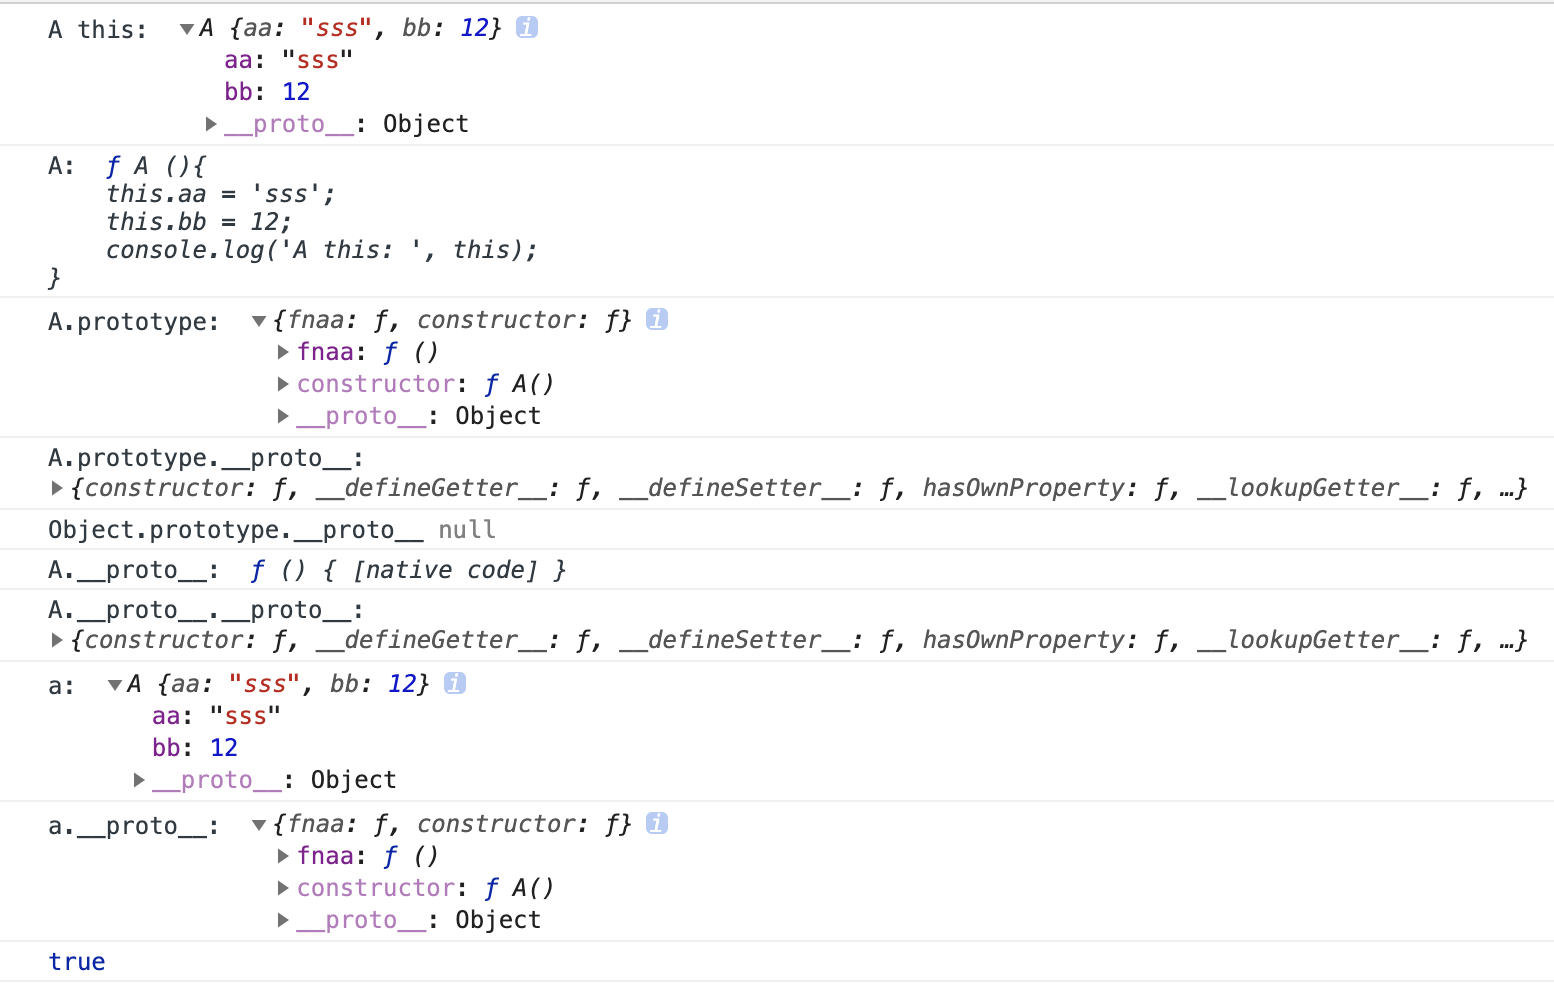 A this: ▼A {aa: "sss", bb: 12} i
aa: "sss"
bb: 12
▶__proto__: Object
A: ƒ A (){
this.aa = 'sss';
this.bb = 12;
console.log('A this: ', this);
}
A.prototype: ▼{fnaa: ƒ, constructor: ƒ} i
▶fnaa: ƒ ()
▶constructor: ƒ A()
▶__proto__: Object
A.prototype.__proto__:
▶{constructor: ƒ, __defineGetter__: ƒ, __defineSetter__: ƒ, hasOwnProperty: ƒ, __lookupGetter__: ƒ, …}
Object.prototype.__proto__ null
A.__proto__: ƒ () { [native code] }
A.__proto__.__proto__:
▶{constructor: ƒ, __defineGetter__: ƒ, __defineSetter__: ƒ, hasOwnProperty: ƒ, __lookupGetter__: ƒ, …}
a: ▼A {aa: "sss", bb: 12} i
aa: "sss"
bb: 12
▶__proto__: Object
a.__proto__: ▼{fnaa: ƒ, constructor: ƒ} i
▶fnaa: ƒ ()
▶constructor: ƒ A()
▶__proto__: Object
true